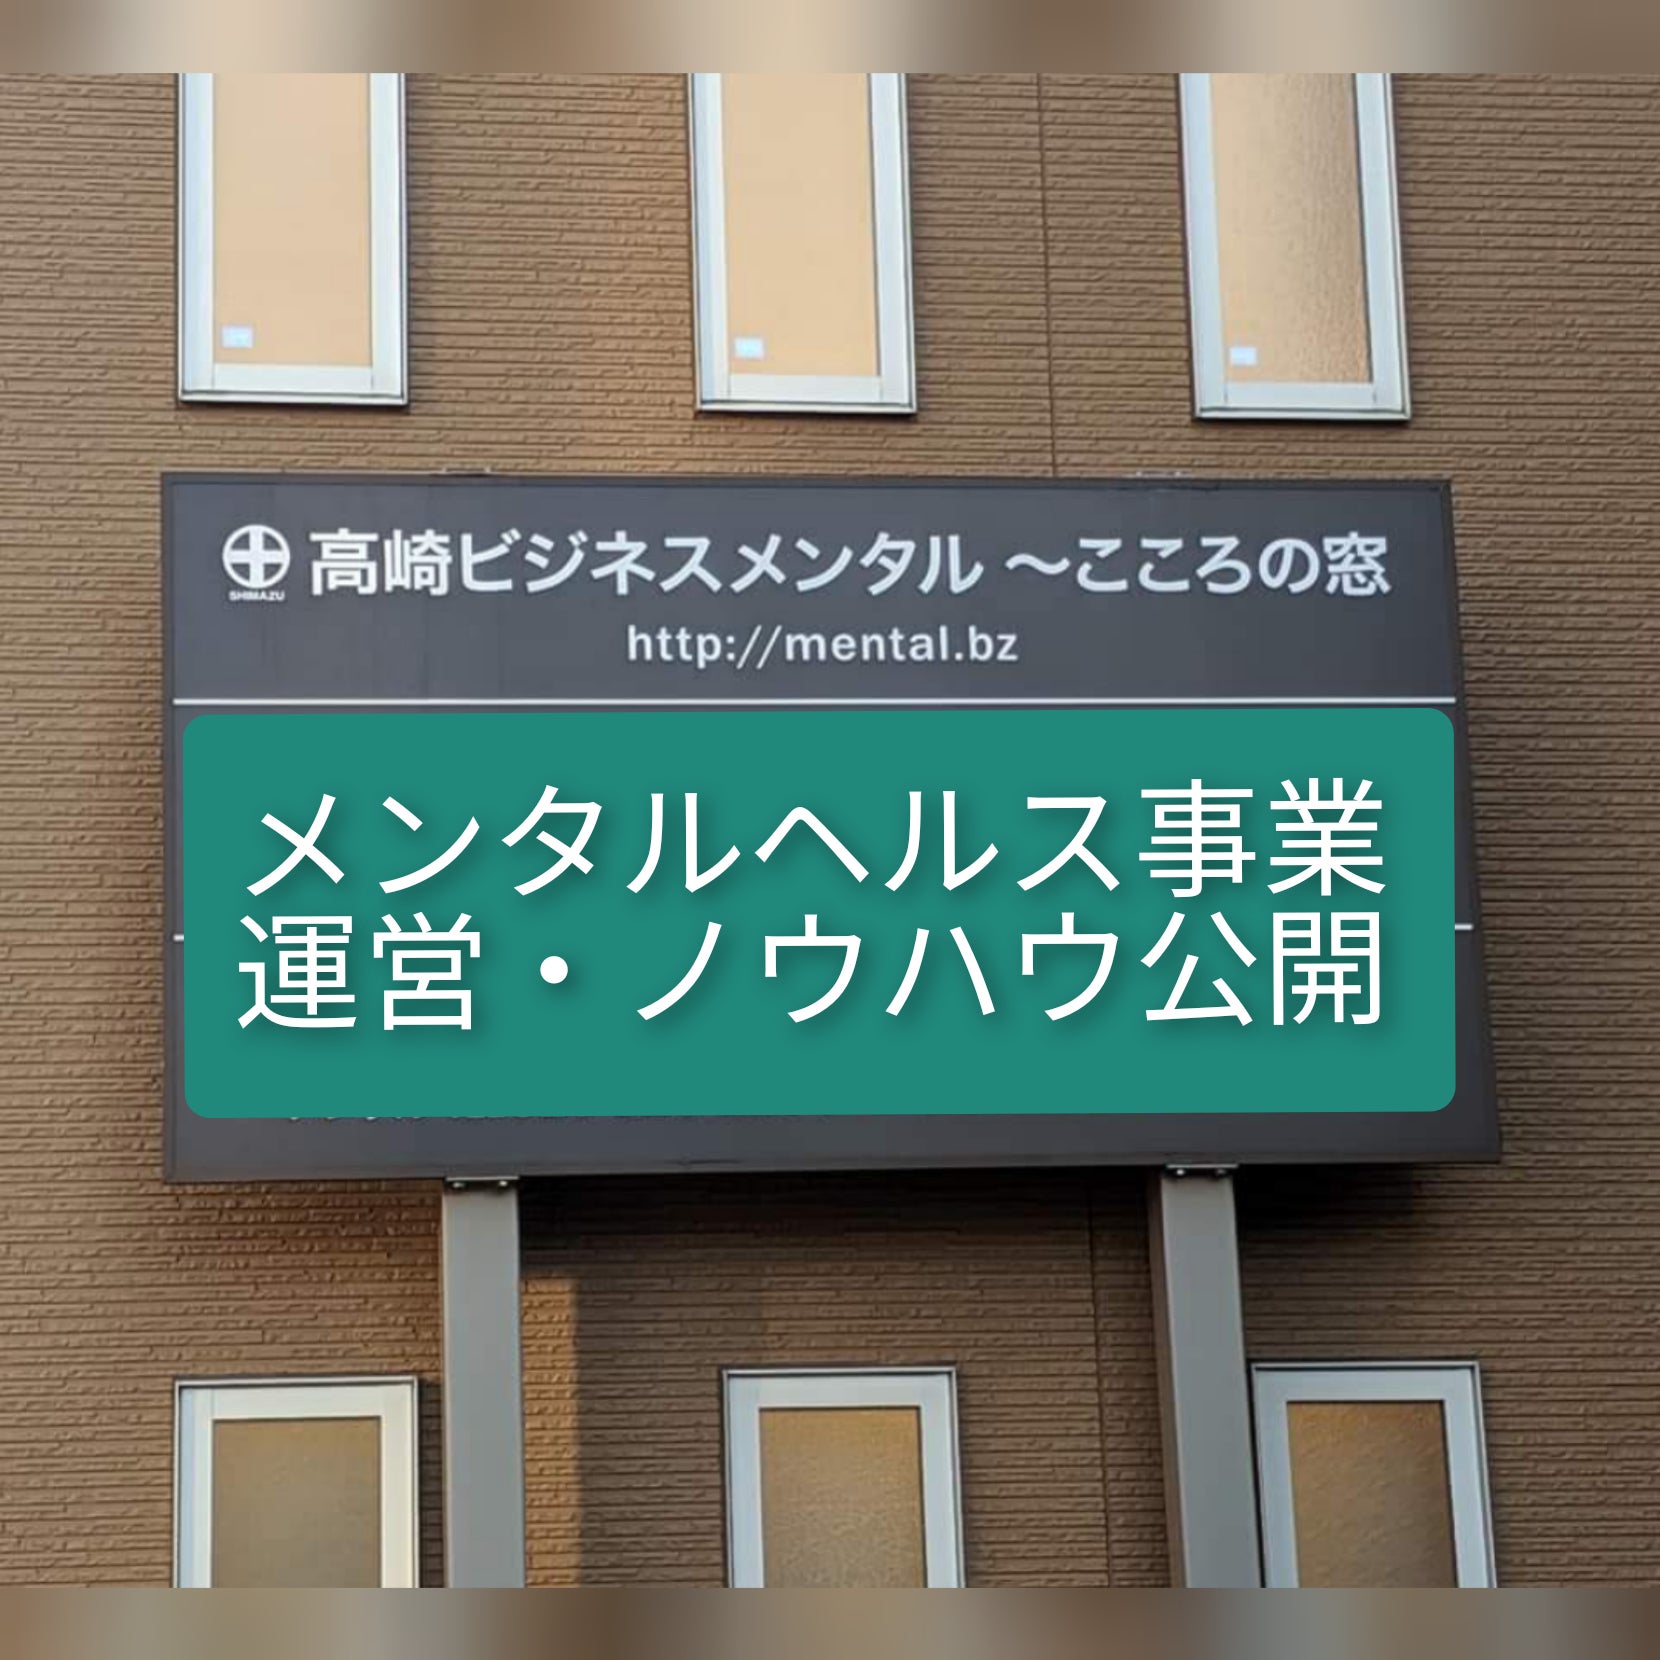 高崎ビジネスメンタル ～こころの窓
SHIMAZU
http://mental.bz
メンタルヘルス事業
運営・ノウハウ公開